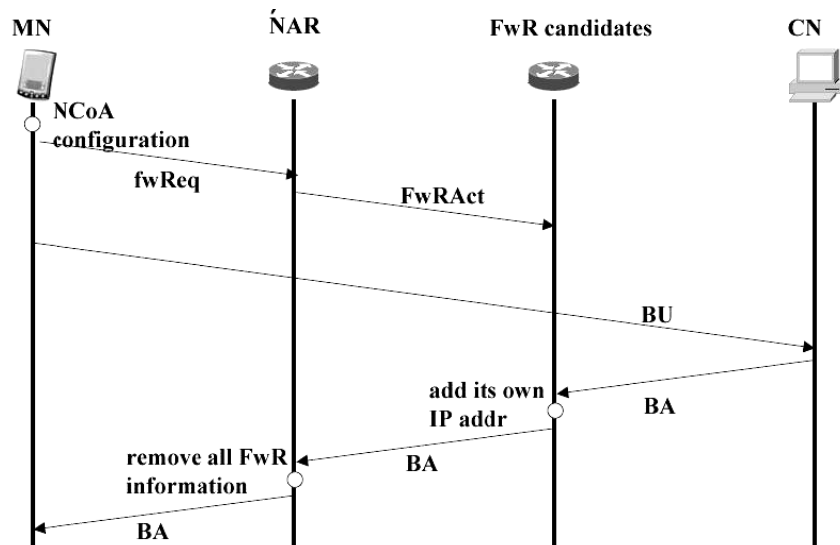 MN
ŃAR
FwR candidates
CN
NCoA
configuration
fwReq
FwRAct
BU
add its own
IP addr
BA
remove all FwR
information
BA
BA